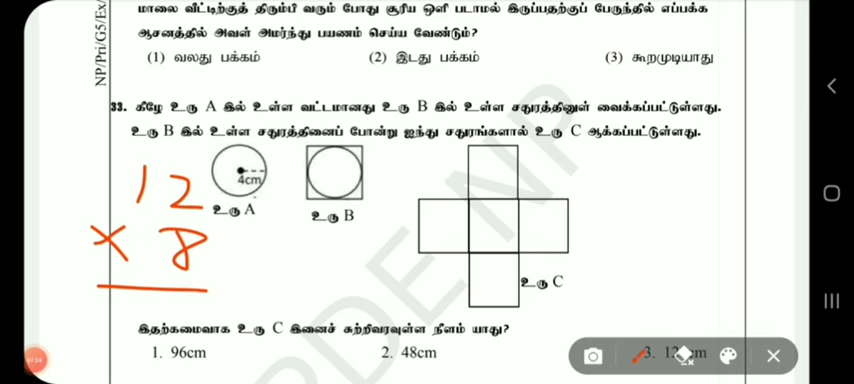 மாலை வீட்டிற்குத் திரும்பி வரும் போது சூரிய ஒளி படாமல் இருப்பதற்குப் பேருந்தில் எப்பக்க
ஆசனத்தில் அவள் அமர்ந்து பயணம் செய்ய வேண்டும்?
(1) வலது பக்கம் (2) இடது பக்கம் (3) கூறமுடியாது
NP/Pri/G5/Ex/
33. கீழே உரு A இல் உள்ள வட்டமானது உரு B இல் உள்ள சதுரத்தினுள் வைக்கப்பட்டுள்ளது.
உரு B இல் உள்ள சதுரத்தினைப் போன்று ஐந்து சதுரங்களால் உரு C ஆக்கப்பட்டுள்ளது.
4cm
12
× 8
உரு A
உரு B
உரு C
PDE NP
இதற்கமைவாக உரு C இனைச் சுற்றிவரவுள்ள நீளம் யாது?
1. 96cm 2. 48cm 3.